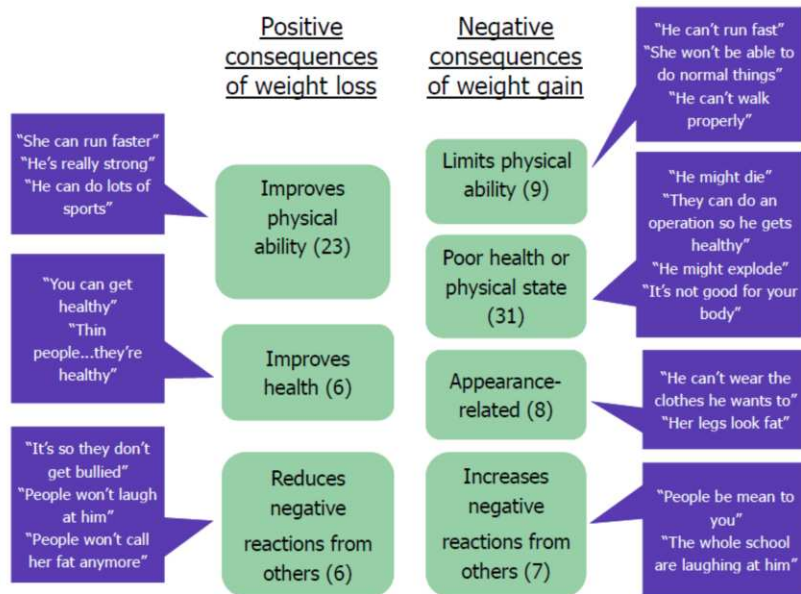 Positive
consequences
of weight loss
Negative
consequences
of weight gain
“She can run faster”
“He’s really strong”
“He can do lots of
sports”
Improves
physical
ability (23)
“You can get
healthy”
“Thin
people...they’re
healthy”
Improves
health (6)
“It’s so they don’t
get bullied”
“People won’t laugh
at him”
“People won’t call
her fat anymore”
Reduces
negative
reactions from
others (6)
Limits physical
ability (9)
“He can’t run fast”
“She won’t be able to
do normal things”
“He can’t walk
properly”
Poor health or
physical state
(31)
“He might die”
“They can do an
operation so he gets
healthy”
“He might explode”
“It’s not good for your
body”
Appearance-
related (8)
“He can’t wear the
clothes he wants to”
“Her legs look fat”
Increases
negative
reactions from
others (7)
“People be mean to
you”
“The whole school
are laughing at him”